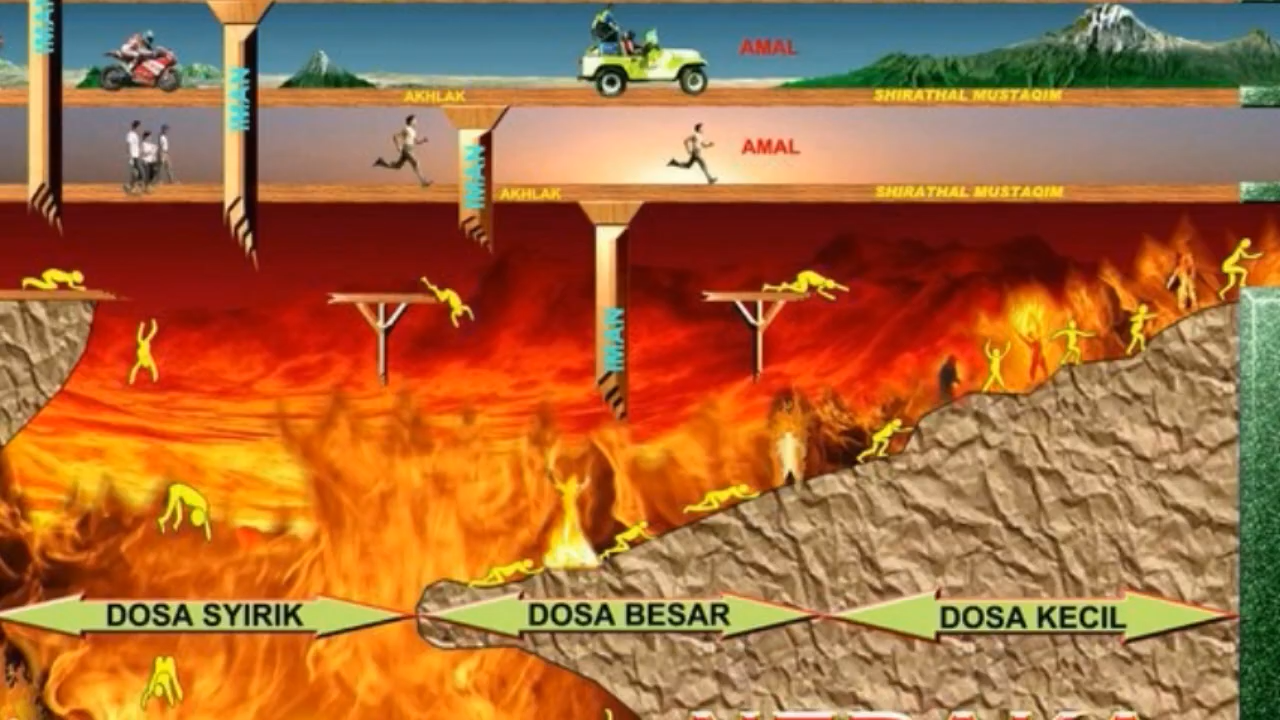 IMAN
IMAN
AMAL
AKHLAK
SHIRATHAL MUSTAQIM
IMAN
AMAL
AKHLAK
SHIRATHAL MUSTAQIM
IMAN
DOSA SYIRIK
DOSA BESAR
DOSA KECIL